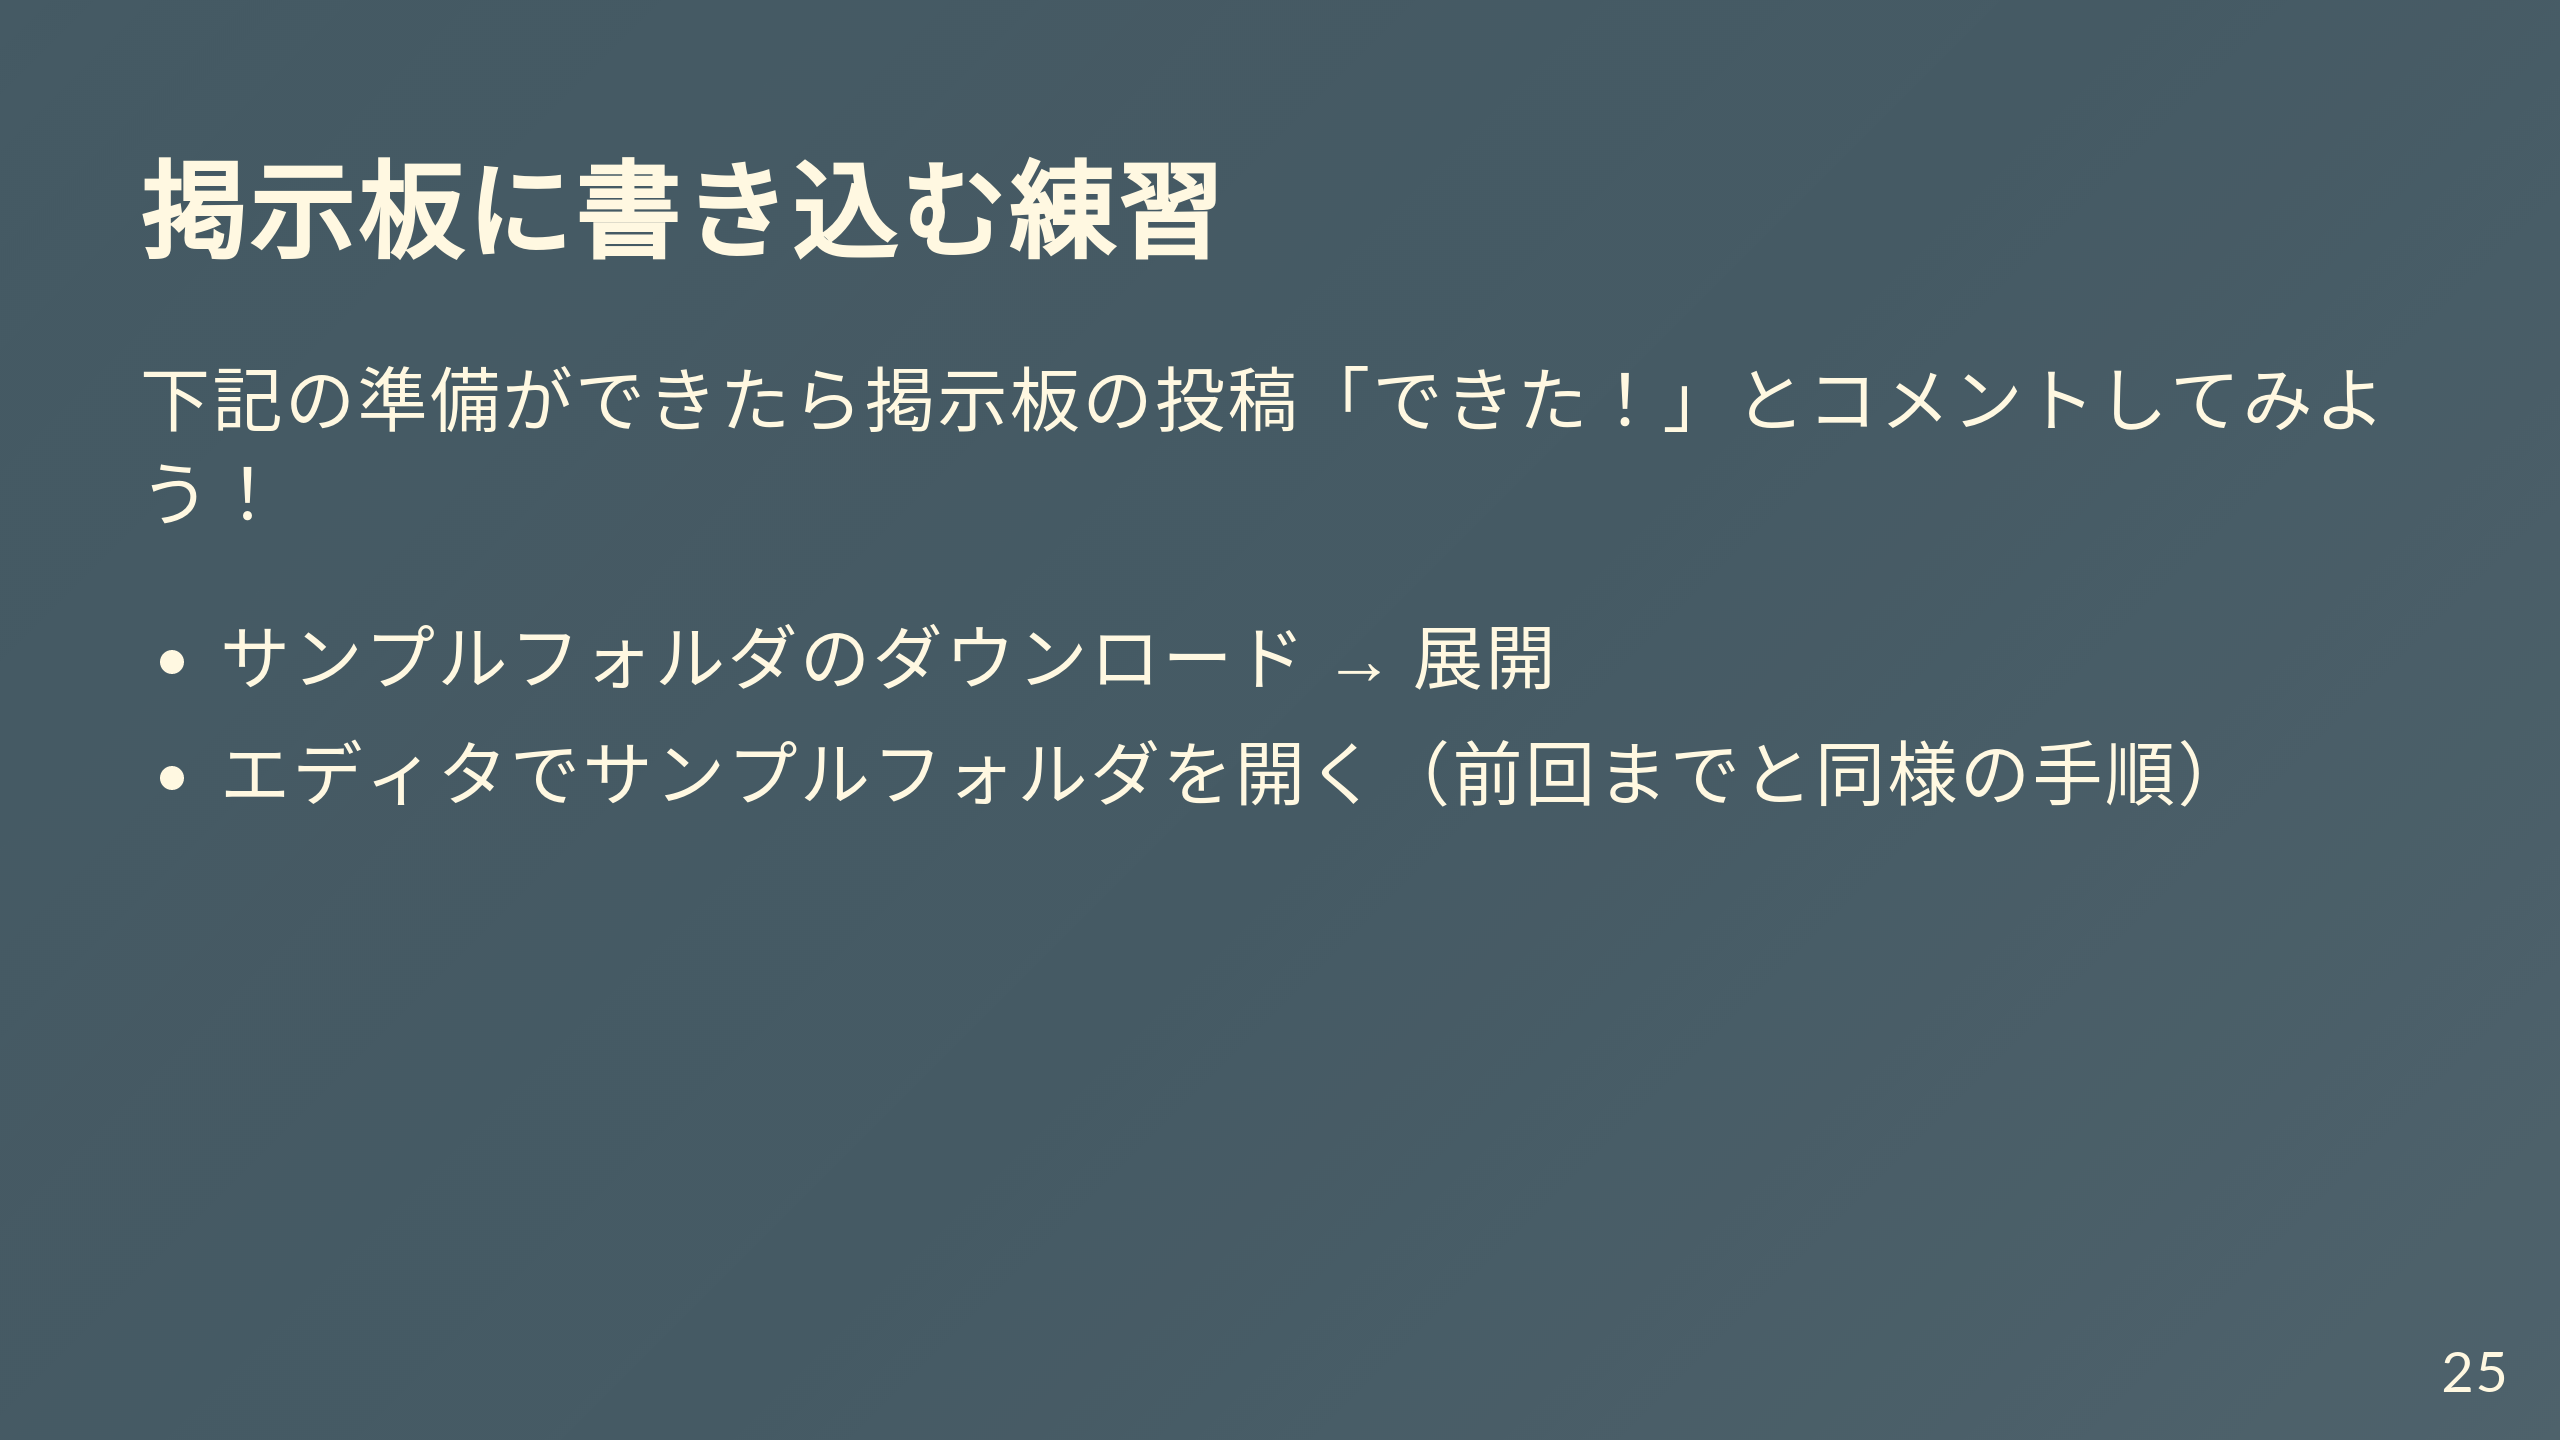 掲示板に書き込む練習
下記の準備ができたら掲示板の投稿「できた！」とコメントしてみよ
う！
• サンプルフォルダのダウンロード → 展開
• エディタでサンプルフォルダを開く（前回までと同様の手順）
25